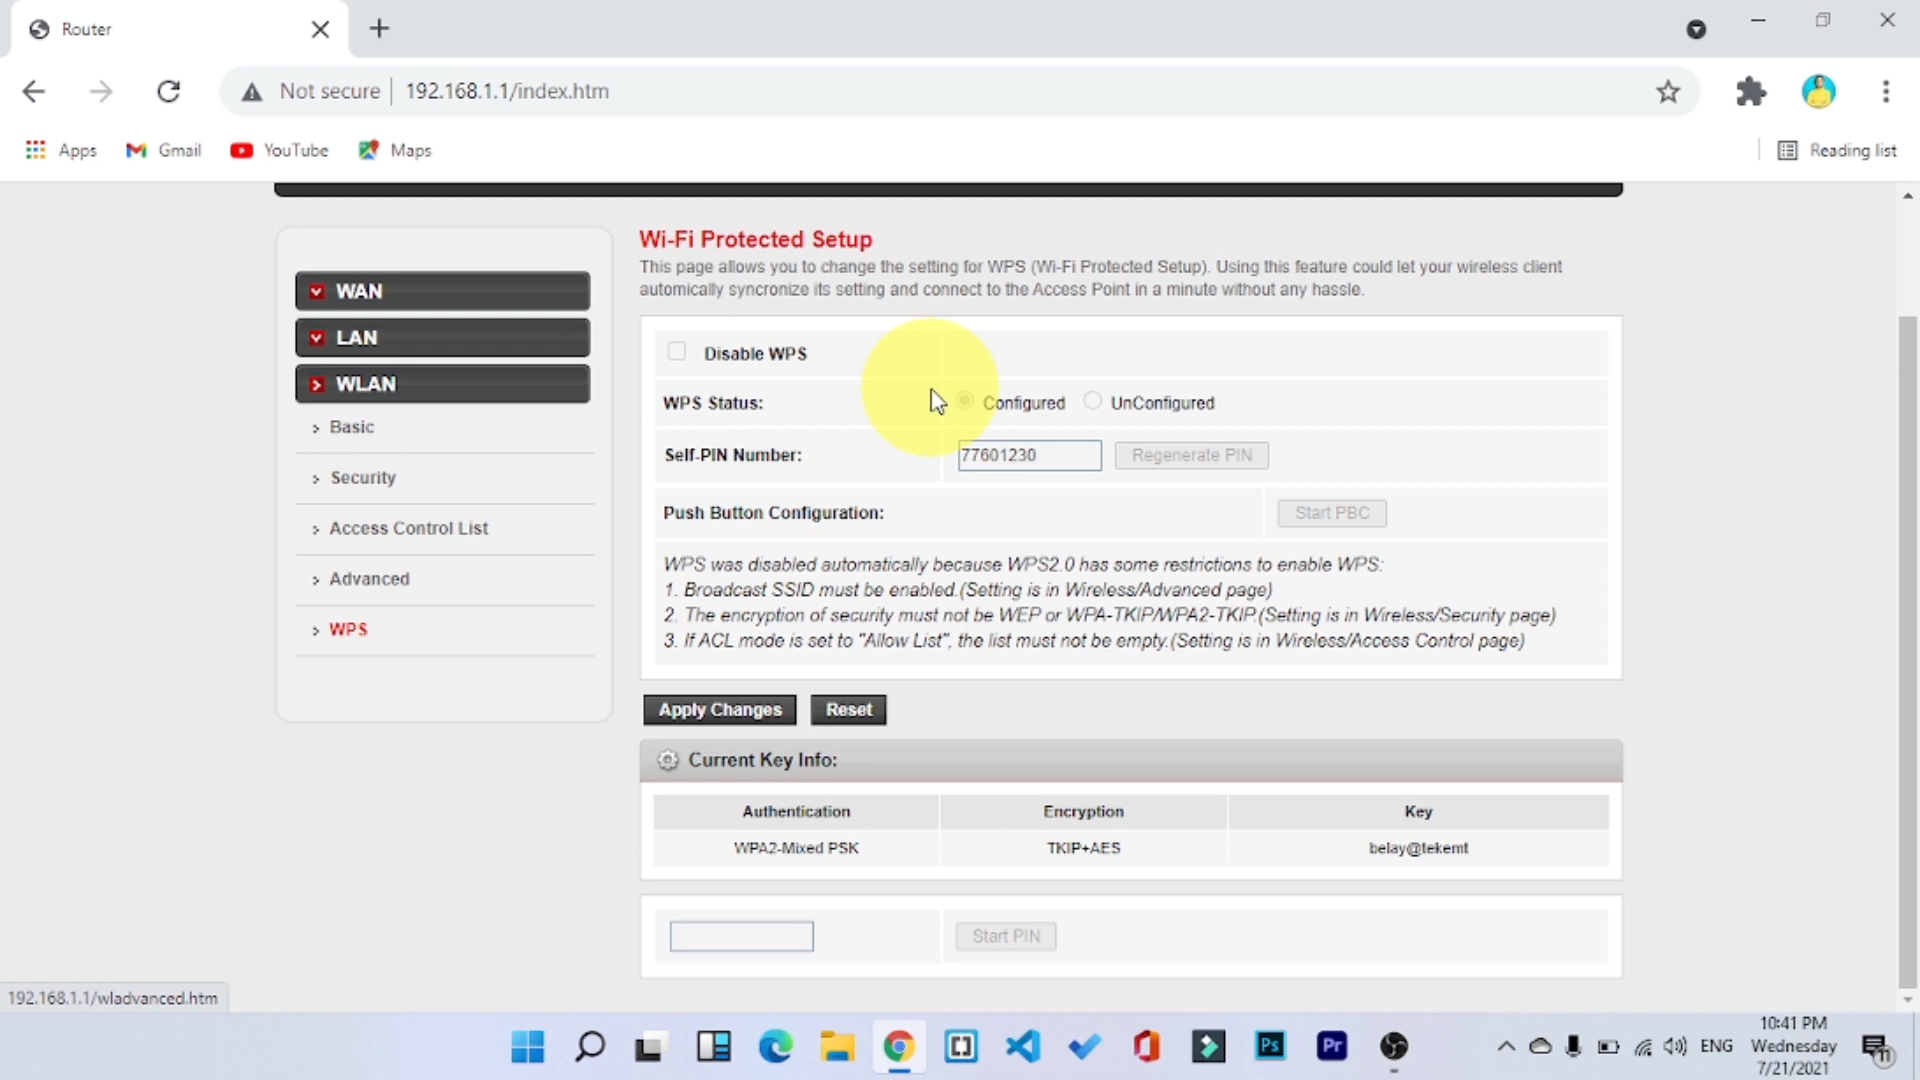 Router
Not secure
192.168.1.1/index.htm
Apps
Gmail
YouTube
Maps
Reading list
WAN
LAN
WLAN
Basic
Security
Access Control List
Advanced
WPS
Wi-Fi Protected Setup
This page allows you to change the setting for WPS (Wi-Fi Protected Setup). Using this feature could let your wireless client
automically syncronize its setting and connect to the Access Point in a minute without any hassle.
Disable WPS
WPS Status:
Configured
UnConfigured
Self-PIN Number:
77601230
Regenerate PIN
Push Button Configuration:
Start PBC
WPS was disabled automatically because WPS2.0 has some restrictions to enable WPS:
1. Broadcast SSID must be enabled.(Setting is in Wireless/Advanced page)
2. The encryption of security must not be WEP or WPA-TKIP/WPA2-TKIP.(Setting is in Wireless/Security page)
3. If ACL mode is set to "Allow List", the list must not be empty.(Setting is in Wireless/Access Control page)
Apply Changes
Reset
Current Key Info:
Authentication
Encryption
Key
WPA2-Mixed PSK
TKIP+AES
belay@tekemt
Start PIN
192.168.1.1/wladvanced.htm
Ps
Pr
ENG
10:41 PM
Wednesday
7/21/2021
11